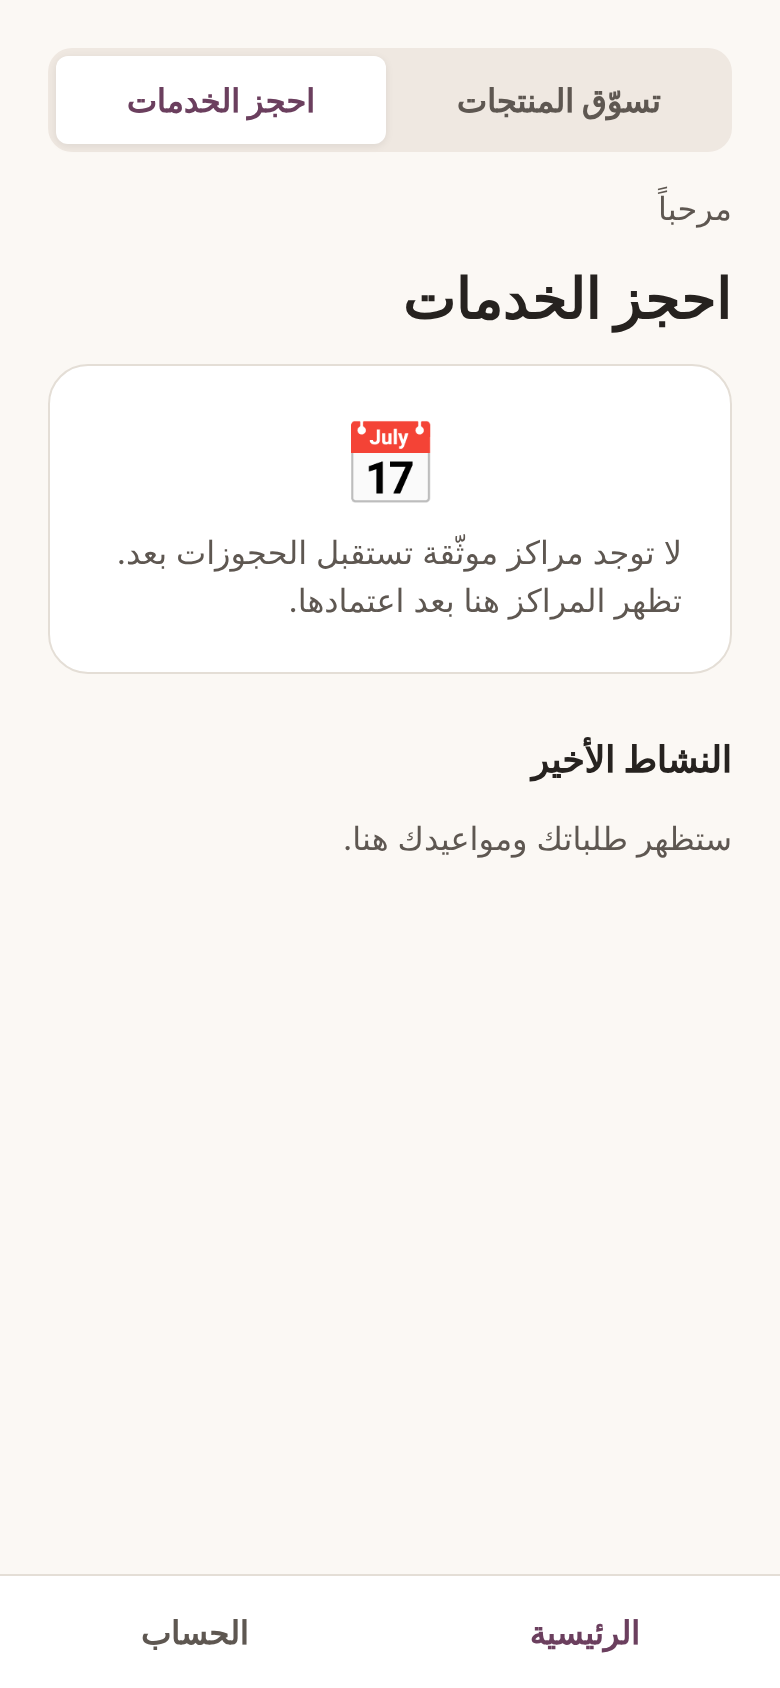 تسوّق المنتجات
احجز الخدمات
مرحباً
احجز الخدمات
July
17
لا توجد مراكز موثّقة تستقبل الحجوزات بعد.
تظهر المراكز هنا بعد اعتمادها.
النشاط الأخير
ستظهر طلباتك ومواعيدك هنا.
الرئيسية
الحساب